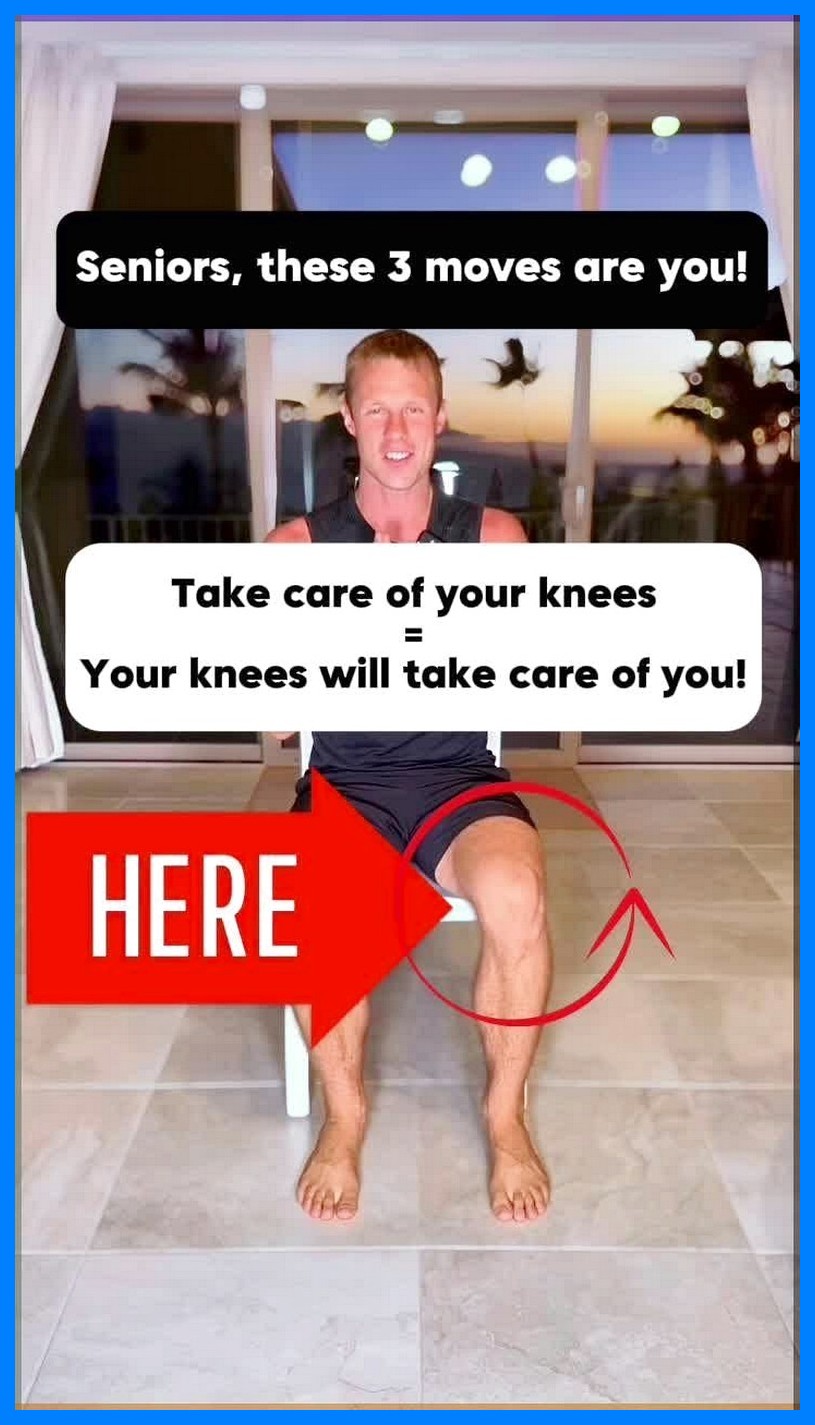 Seniors, these 3 moves are you!
Take care of your knees
=
Your knees will take care of you!
HERE